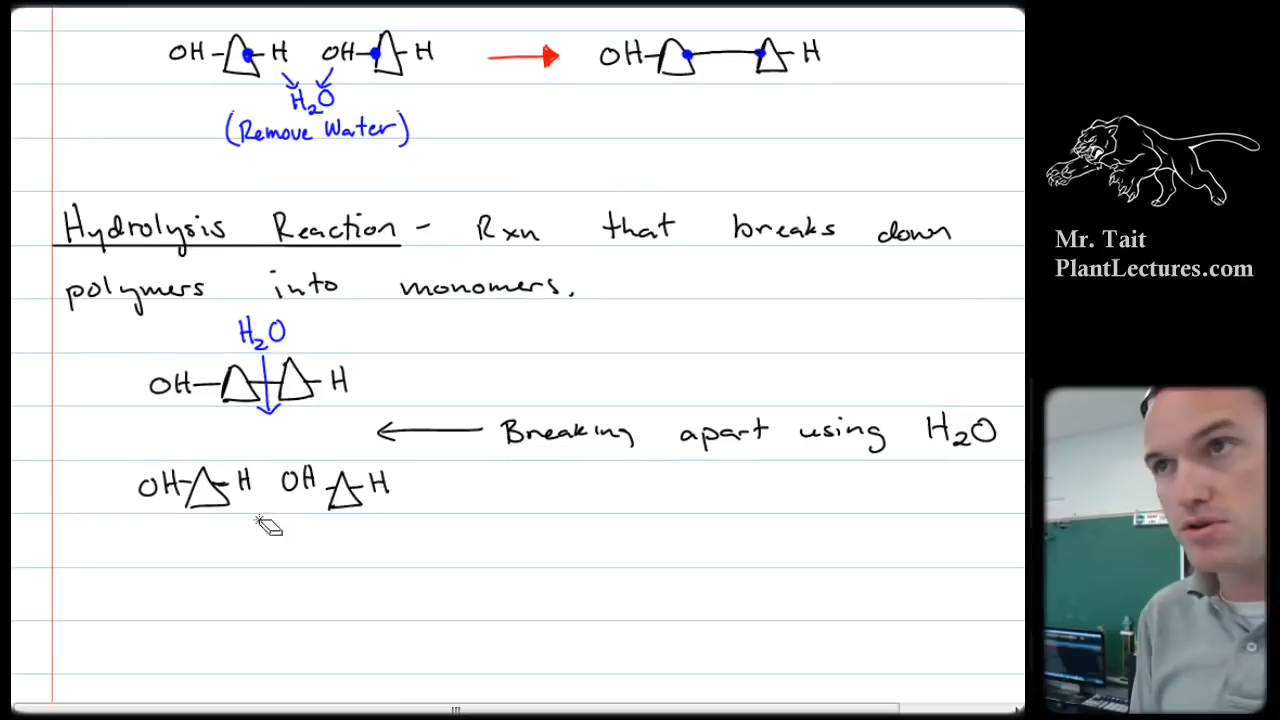 OH H OH H OH H
H₂O
(Remove Water)
Hydrolysis Reaction - Rxn that breaks down
polymers into monomers.
H₂O
OH H
Breaking apart using H₂O
OH H OH H
Mr. Tait
PlantLectures.com